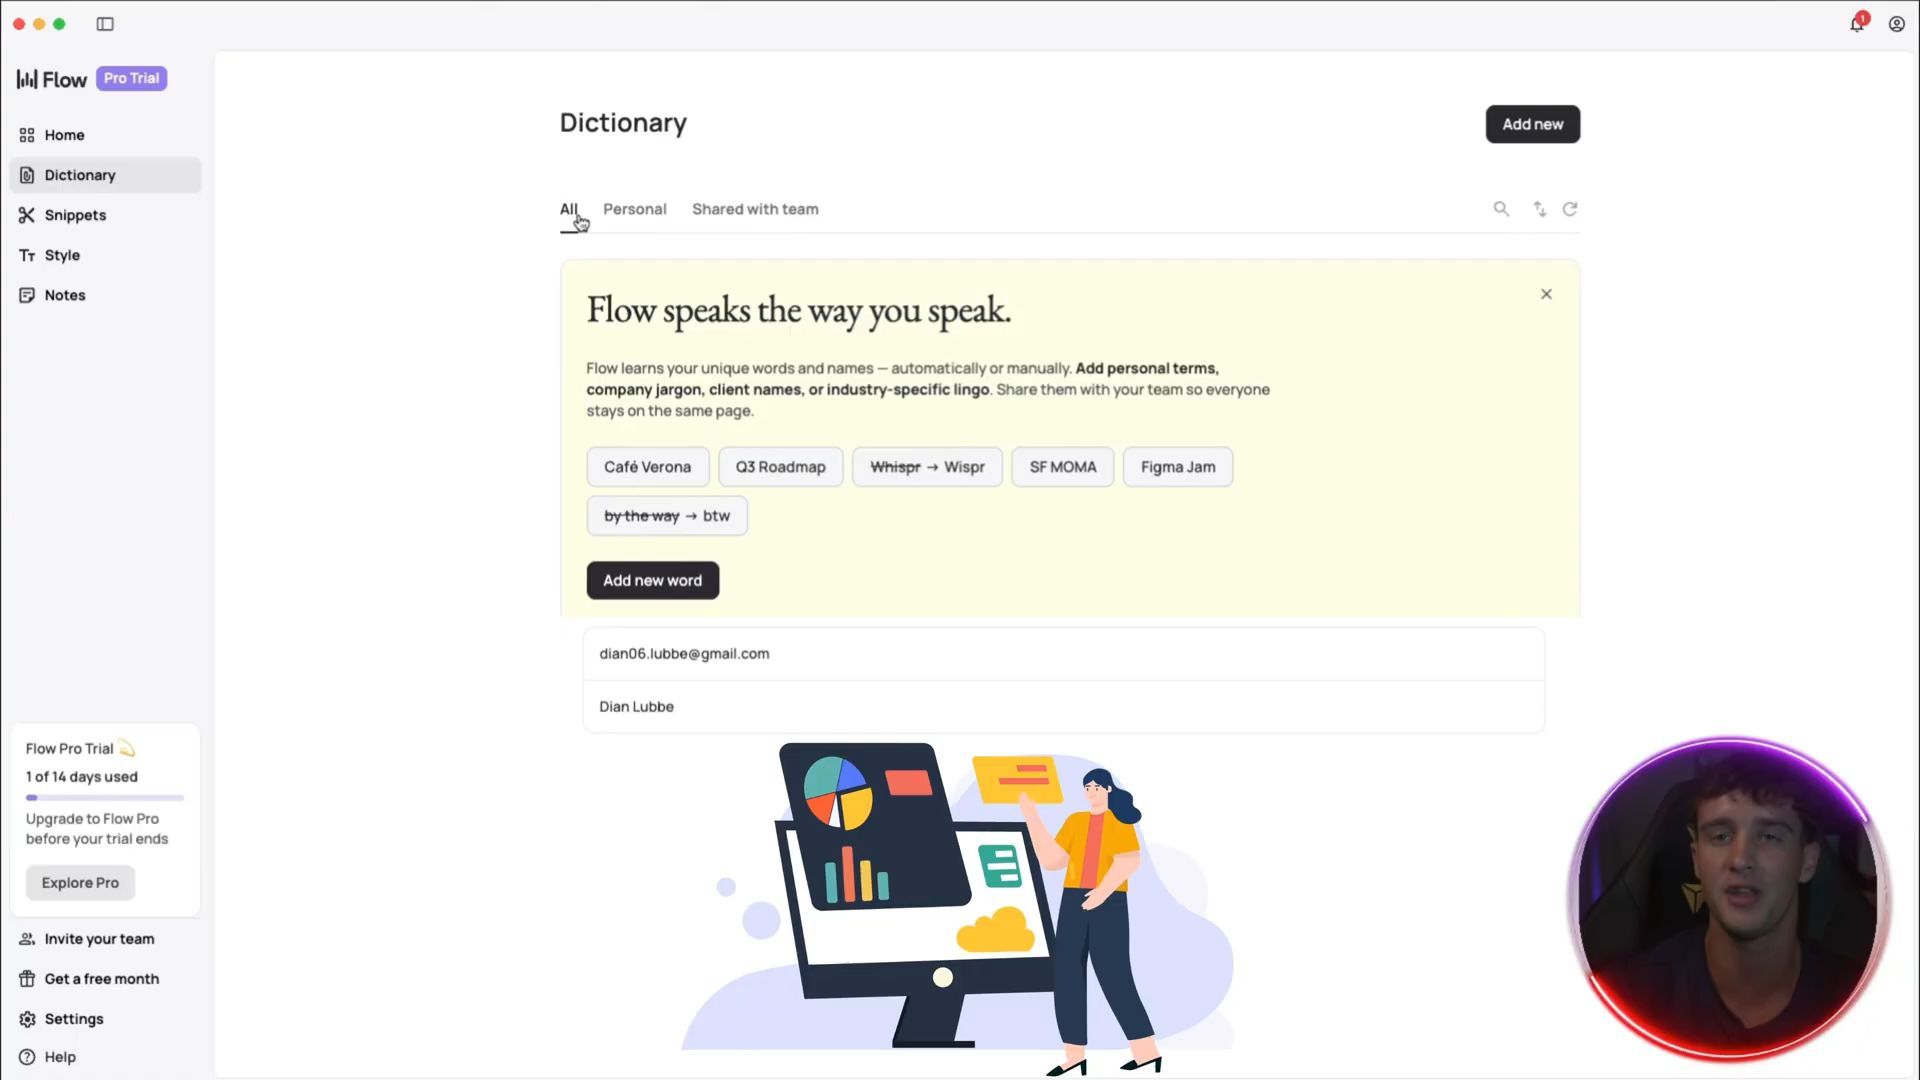 1
Flow Pro Trial
Home
Dictionary
Snippets
Style
Notes
Flow Pro Trial
1 of 14 days used
Upgrade to Flow Pro
before your trial ends
Explore Pro
Invite your team
Get a free month
Settings
Help
Dictionary
Add new
All Personal Shared with team
Flow speaks the way you speak.
Flow learns your unique words and names — automatically or manually. Add personal terms,
company jargon, client names, or industry-specific lingo. Share them with your team so everyone
stays on the same page.
Café Verona Q3 Roadmap Whispr → Wispr SF MOMA Figma Jam
by the way → btw
Add new word
dian06.lubbe@gmail.com
Dian Lubbe